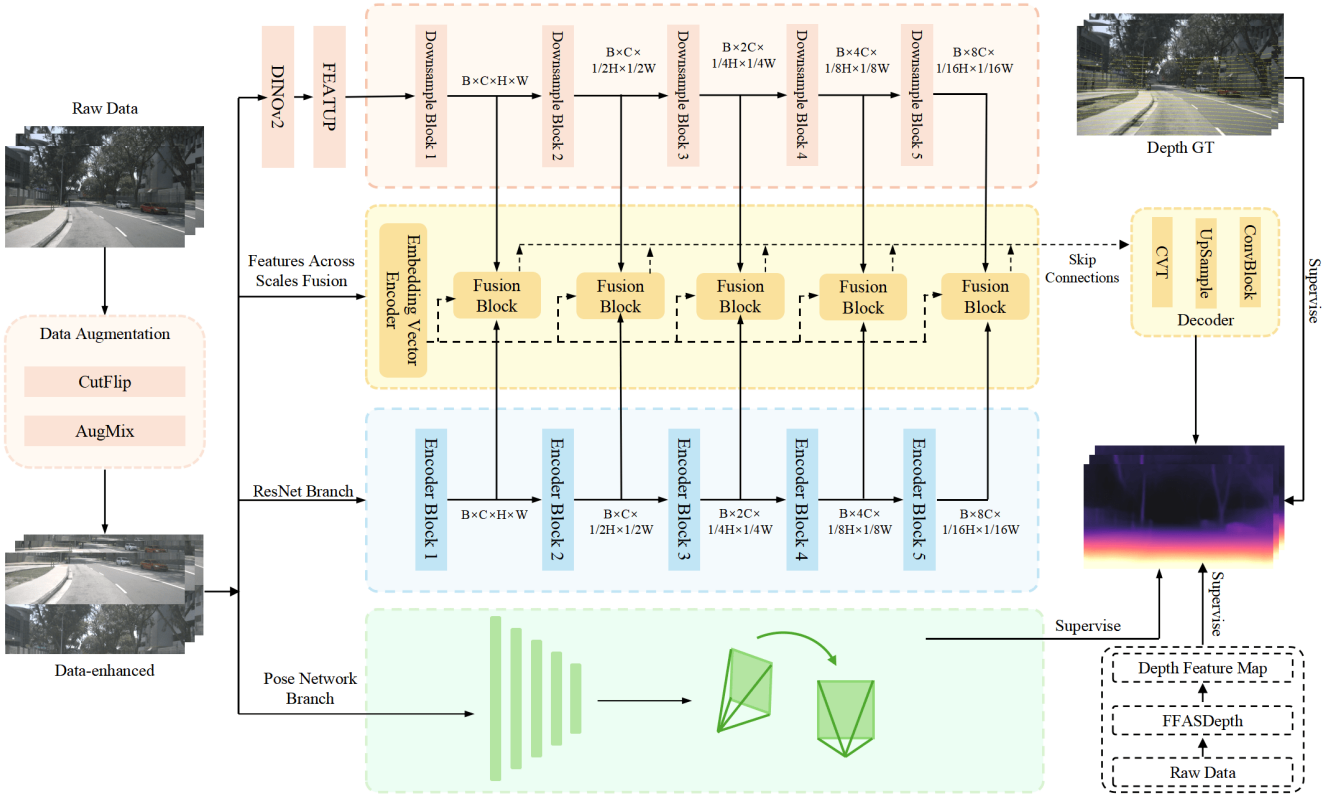 Raw Data
Data Augmentation
CutFlip
AugMix
Data-enhanced
DINOv2
FEATUP
Downsample Block 1
B×C×H×W
Downsample Block 2
B×C×
1/2H×1/2W
Downsample Block 3
B×2C×
1/4H×1/4W
Downsample Block 4
B×4C×
1/8H×1/8W
Downsample Block 5
B×8C×
1/16H×1/16W
Features Across
Scales Fusion
Embedding Vector
Encoder
Fusion
Block
Fusion
Block
Fusion
Block
Fusion
Block
Fusion
Block
Skip
Connections
CVT
UpSample
ConvBlock
Decoder
Depth GT
Supervise
ResNet Branch
Encoder Block 1
B×C×H×W
Encoder Block 2
B×C×
1/2H×1/2W
Encoder Block 3
B×2C×
1/4H×1/4W
Encoder Block 4
B×4C×
1/8H×1/8W
Encoder Block 5
B×8C×
1/16H×1/16W
Pose Network
Branch
Supervise
Supervise
Depth Feature Map
FFASDepth
Raw Data